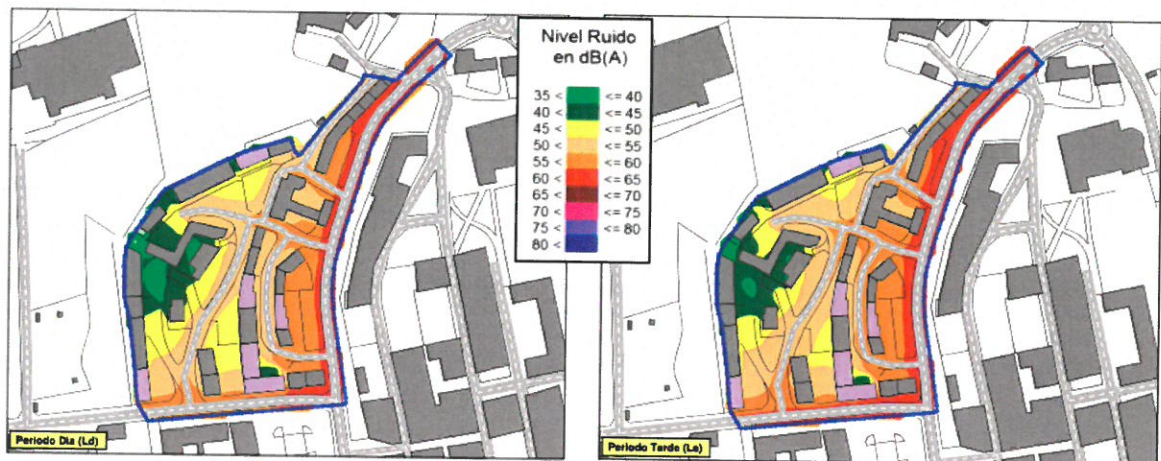 Nivel Ruido
en dB(A)
35 < <= 40
40 < <= 45
45 < <= 50
50 < <= 55
55 < <= 60
60 < <= 65
65 < <= 70
70 < <= 75
75 < <= 80
80 <
Periodo Dia (Ld)
Periodo Tarde (Le)